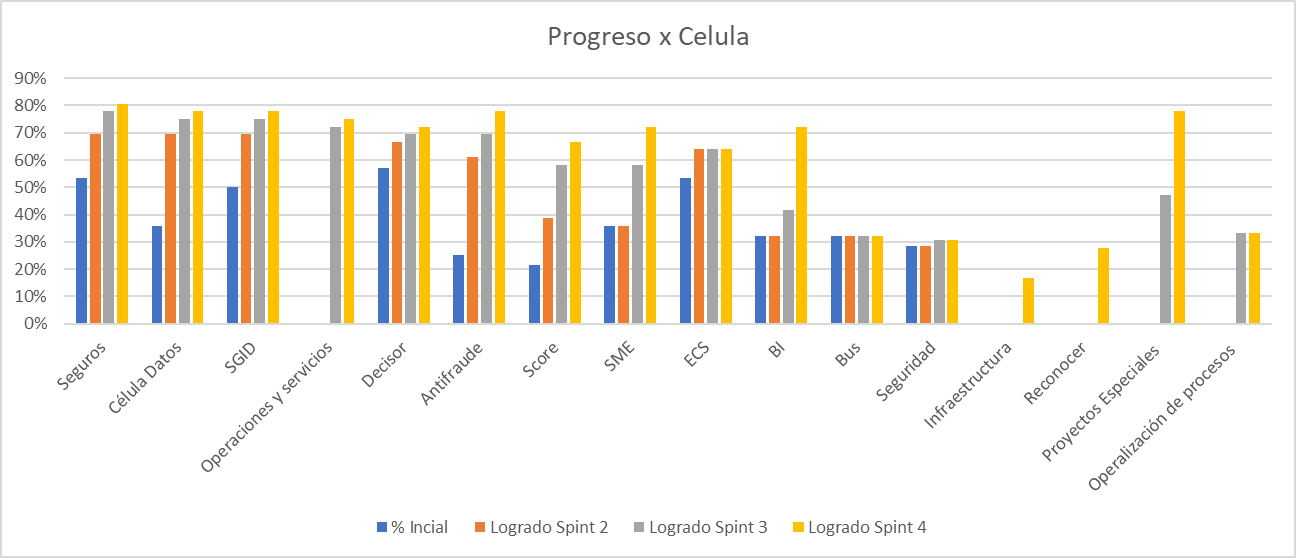 Progreso x Celula
90%
80%
70%
60%
50%
40%
30%
20%
10%
0%
Seguros
Célula Datos
SGID
Operaciones y servicios
Decisor
Antifraude
Score
SME
ECS
BI
Bus
Seguridad
Infraestructura
Reconocer
Proyectos Especiales
Operalización de procesos
% Incial
Logrado Spint 2
Logrado Spint 3
Logrado Spint 4